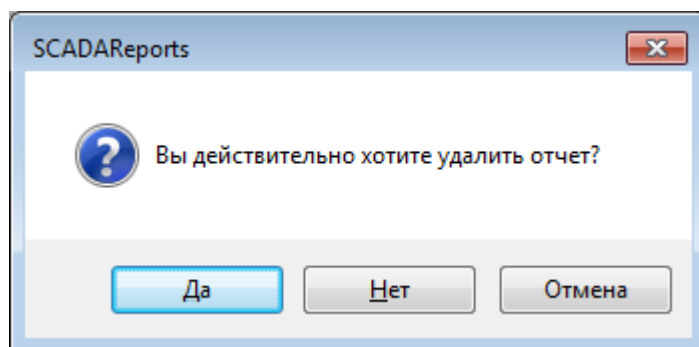 SCADAReports
Вы действительно хотите удалить отчет?
Да
Нет
Отмена